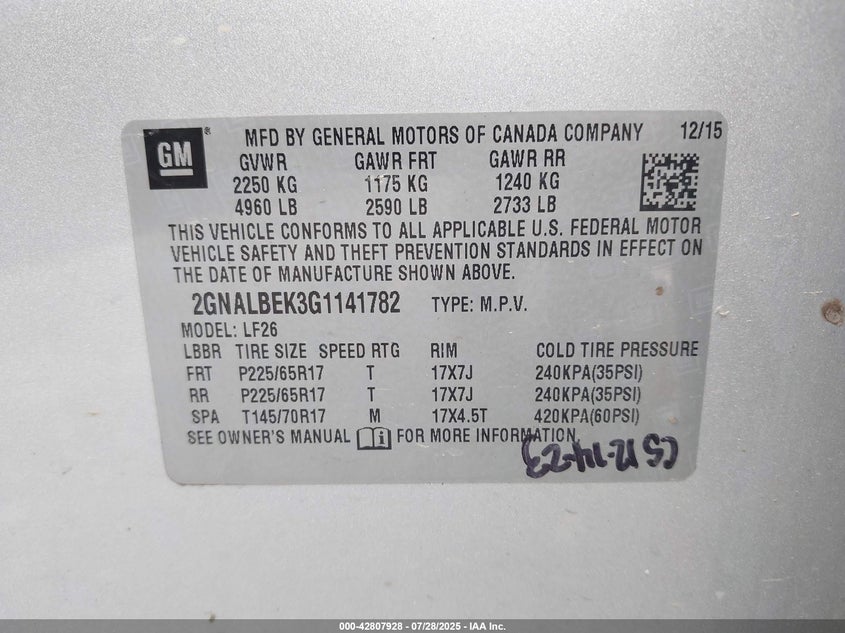 GM ® MFD BY GENERAL MOTORS OF CANADA COMPANY 12/15
GVWR GAWR FRT GAWR RR
2250 KG 1175 KG 1240 KG
4960 LB 2590 LB 2733 LB
THIS VEHICLE CONFORMS TO ALL APPLICABLE U.S. FEDERAL MOTOR
VEHICLE SAFETY AND THEFT PREVENTION STANDARDS IN EFFECT ON
THE DATE OF MANUFACTURE SHOWN ABOVE.
2GNALBEK3G1141782 TYPE: M.P.V.
MODEL: LF26
LBBR TIRE SIZE SPEED RTG RIM COLD TIRE PRESSURE
FRT P225/65R17 T 17X7J 240KPA(35PSI)
RR P225/65R17 T 17X7J 240KPA(35PSI)
SPA T145/70R17 M 17X4.5T 420KPA(60PSI)
SEE OWNER'S MANUAL FOR MORE INFORMATION
CS 12-14-23
000-42807928 - 07/28/2025 - IAA Inc.